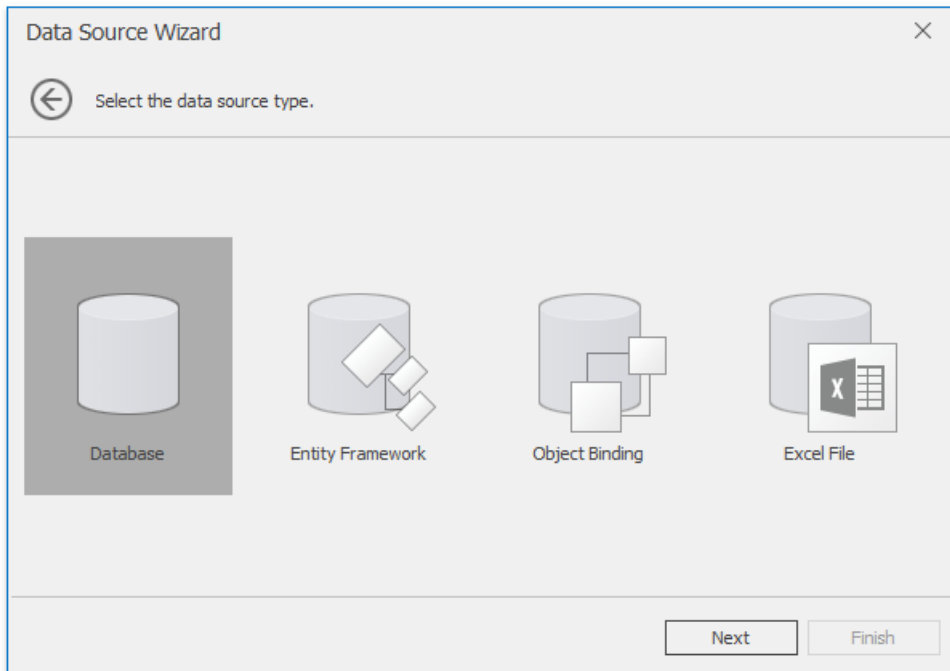 Data Source Wizard
Select the data source type.
Database
Entity Framework
Object Binding
Excel File
X
Next
Finish